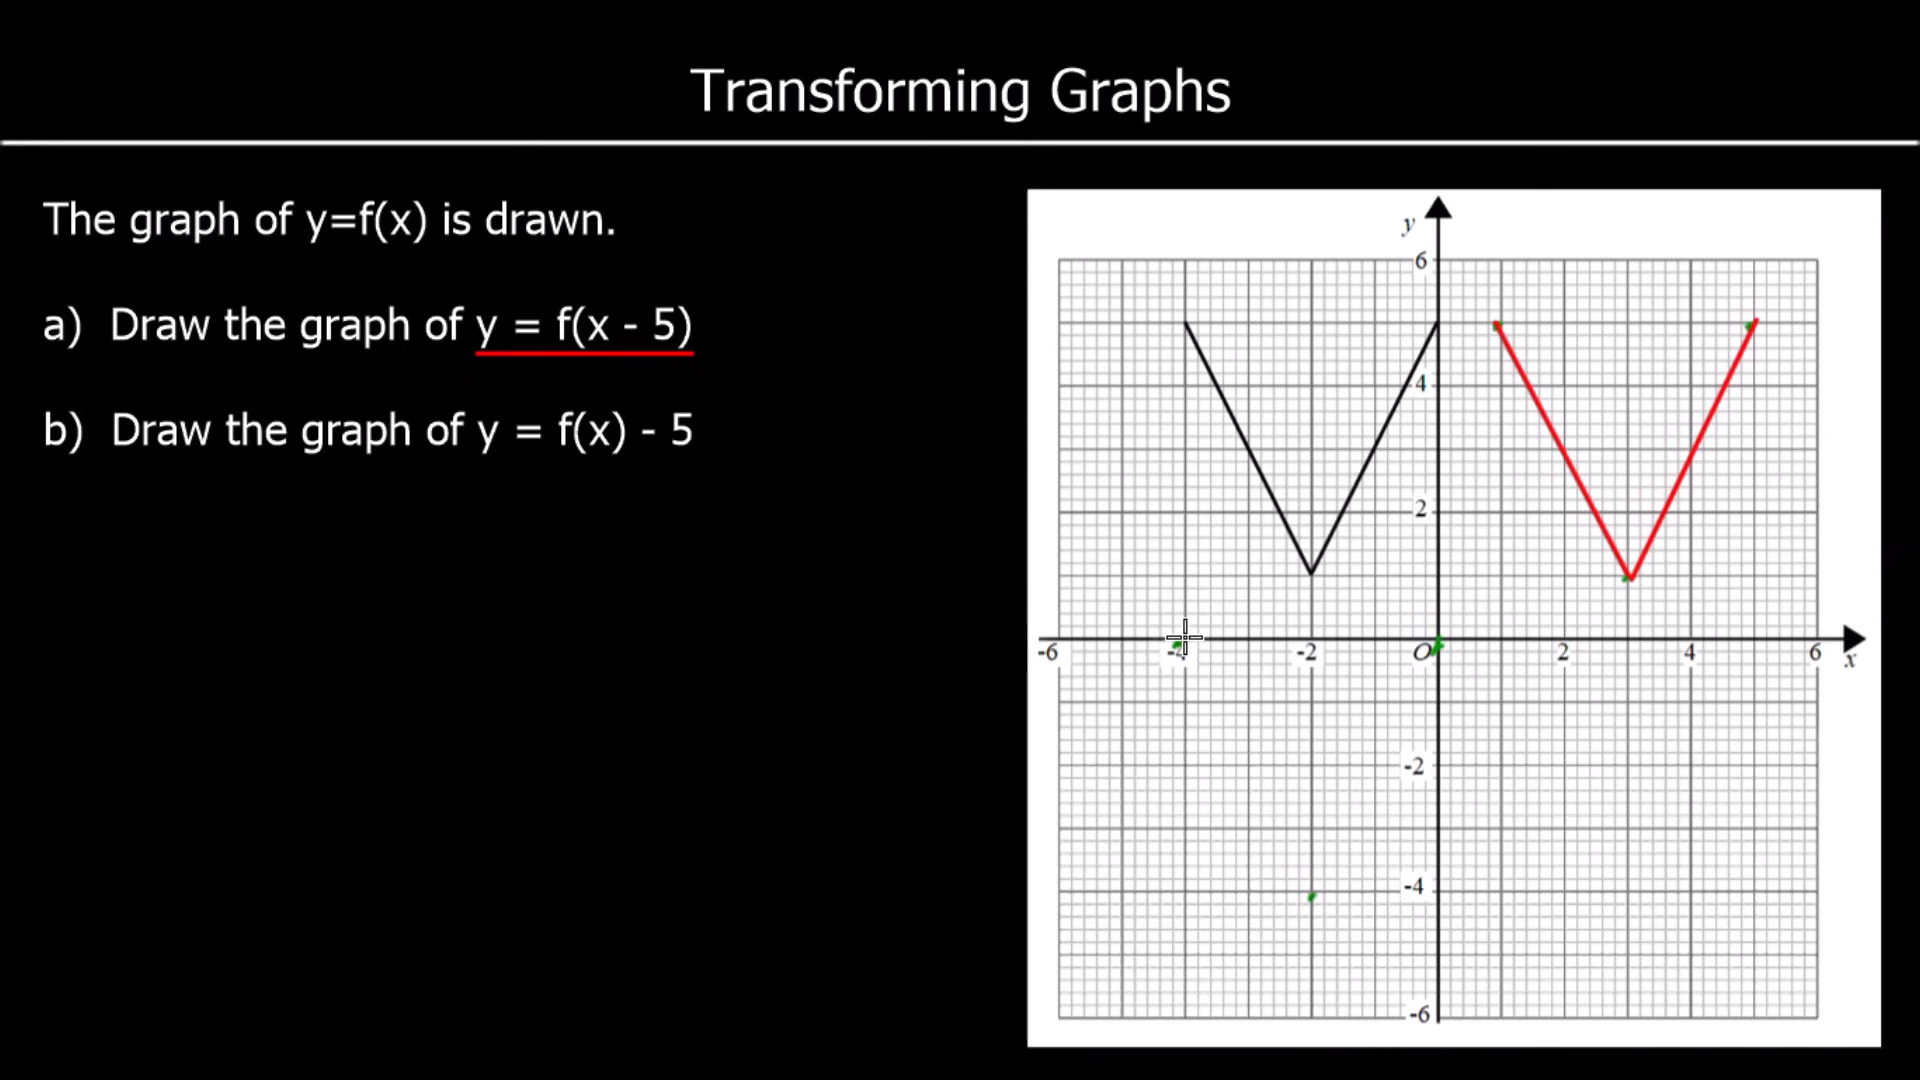 Transforming Graphs
The graph of y=f(x) is drawn.
a) Draw the graph of y = f(x - 5)
b) Draw the graph of y = f(x) - 5
y
6
4
2
-6 -2 O 2 4 6 x
-2
-4
-6